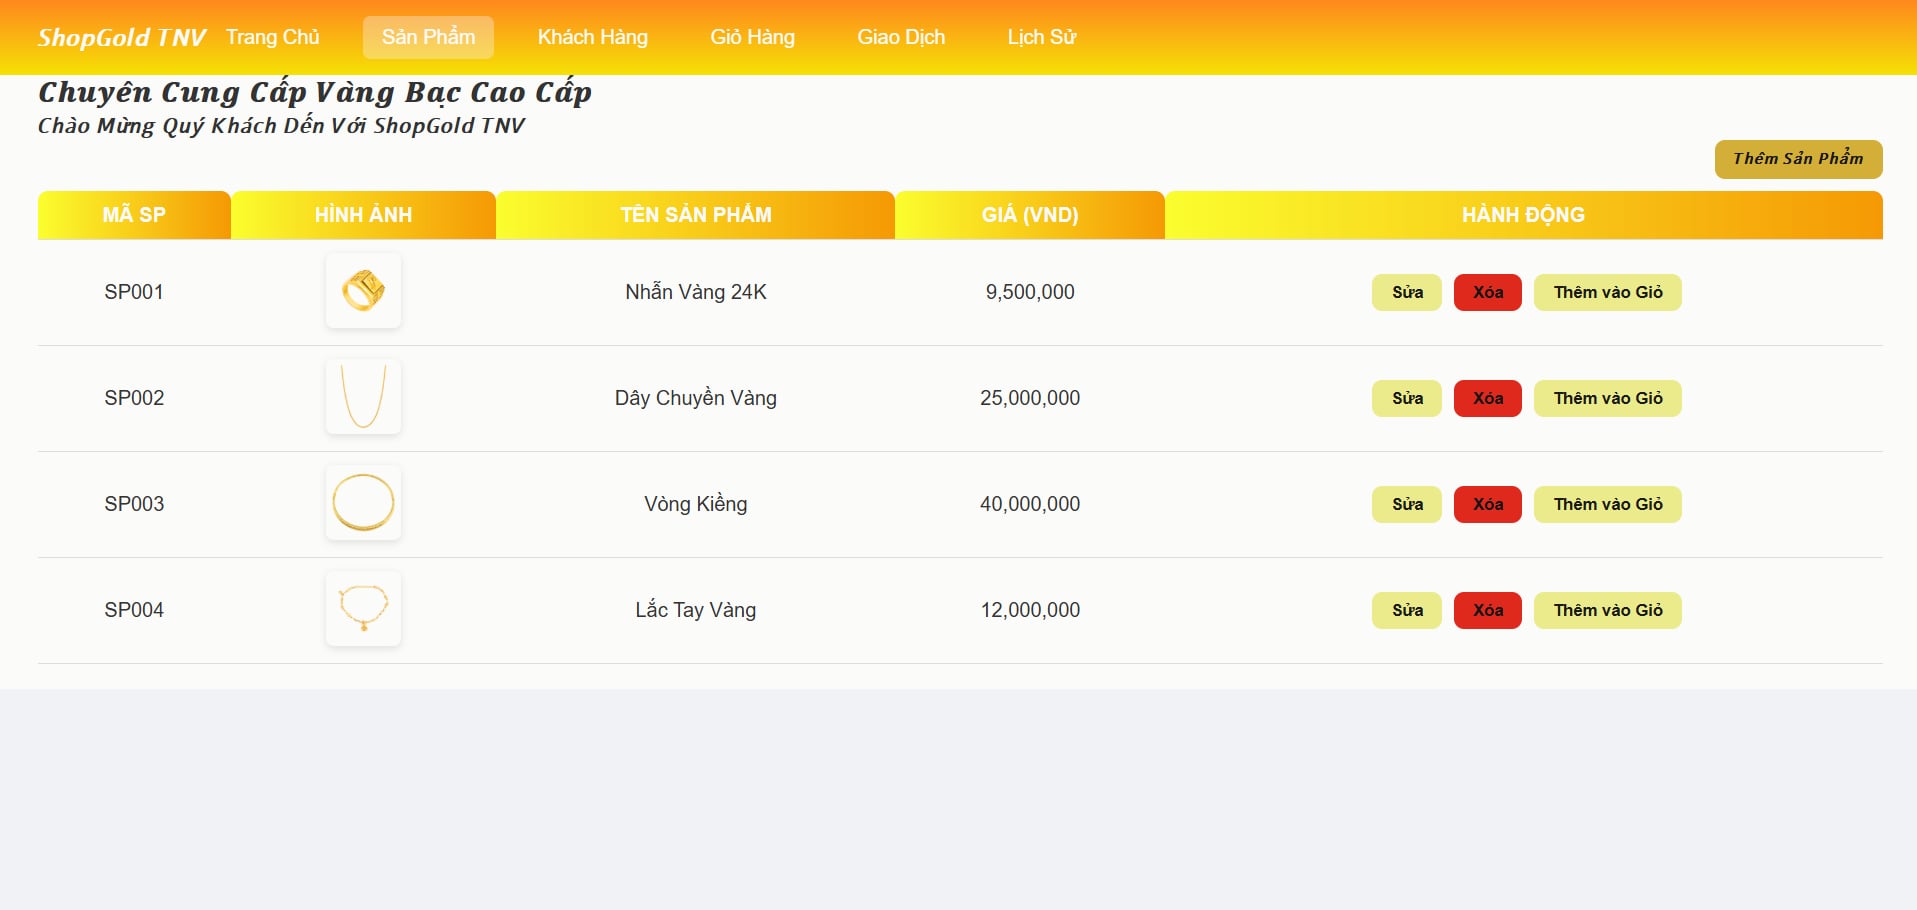 ShopGold TNV Trang Chủ Sản Phẩm Khách Hàng Giỏ Hàng Giao Dịch Lịch Sử
Chuyên Cung Cấp Vàng Bạc Cao Cấp
Chào Mừng Quý Khách Dến Với ShopGold TNV
Thêm Sản Phẩm
MÃ SP HÌNH ẢNH TÊN SẢN PHẨM GIÁ (VND) HÀNH ĐỘNG
SP001 Nhẫn Vàng 24K 9,500,000 Sửa Xóa Thêm vào Giỏ
SP002 Dây Chuyền Vàng 25,000,000 Sửa Xóa Thêm vào Giỏ
SP003 Vòng Kiềng 40,000,000 Sửa Xóa Thêm vào Giỏ
SP004 Lắc Tay Vàng 12,000,000 Sửa Xóa Thêm vào Giỏ